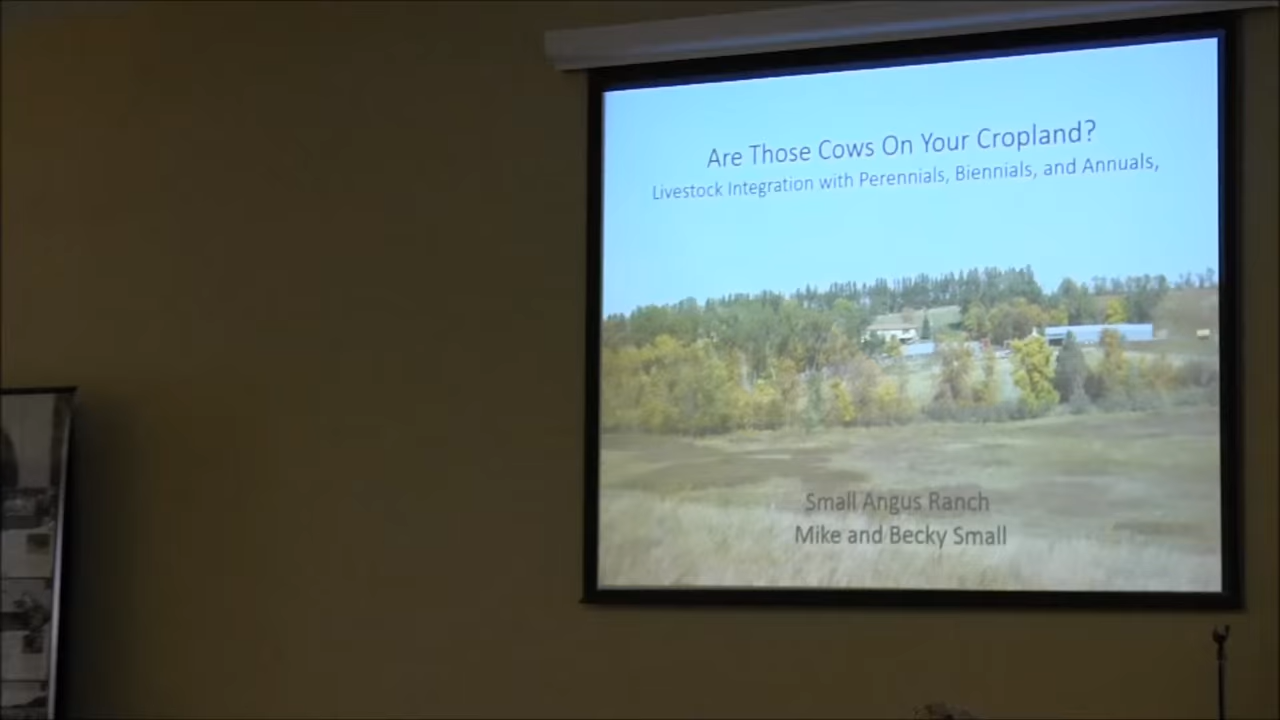 Are Those Cows On Your Cropland?
Livestock Integration with Perennials, Biennials, and Annuals,
Small Angus Ranch
Mike and Becky Small